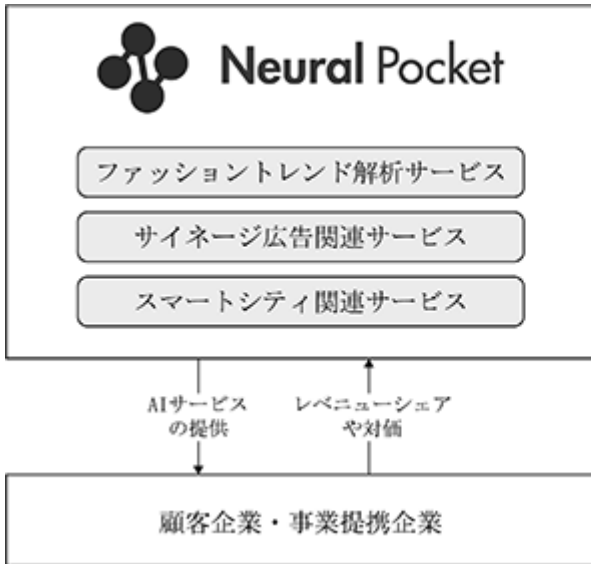 Neural Pocket
ファッショントレンド解析サービス
サイネージ広告関連サービス
スマートシティ関連サービス
AIサービス
の提供
レベニューシェア
や対価
顧客企業・事業提携企業